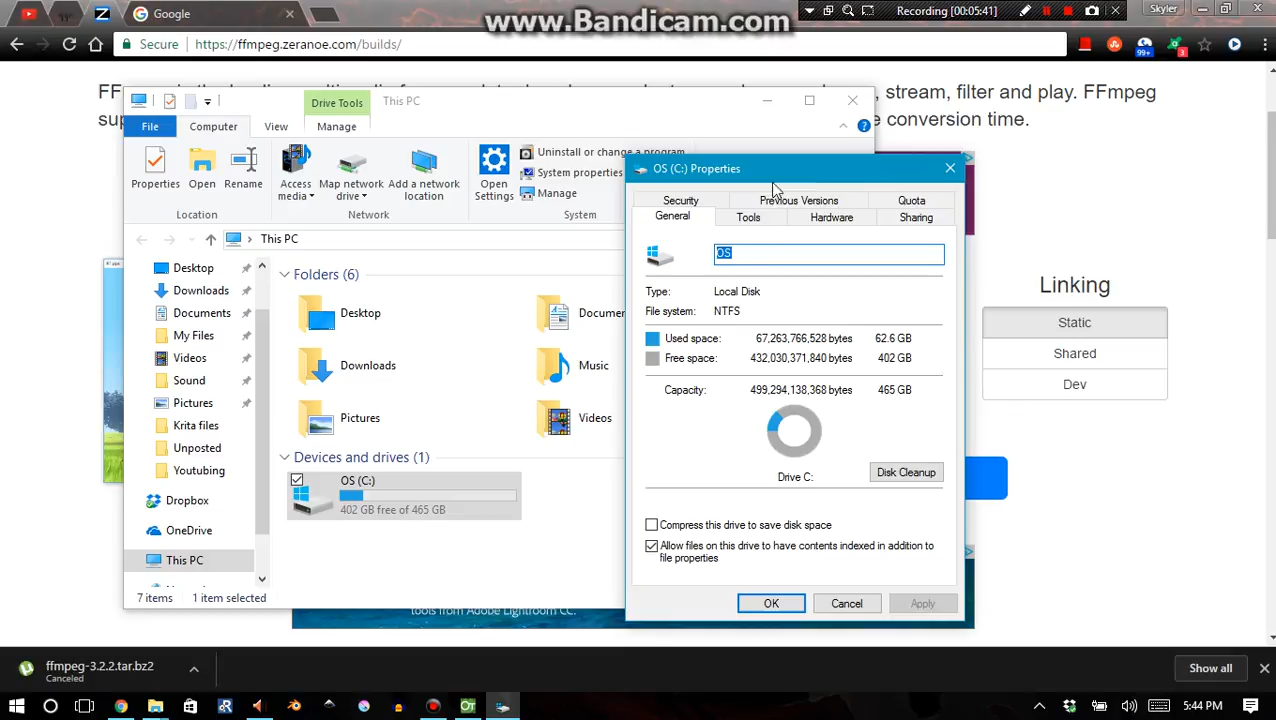 www.Bandicam.com
Recording [00:05:41]
Skyler
Google
Secure
https://ffmpeg.zeranoe.com/builds/
99+
3
, stream, filter and play. FFmpeg
sup
e conversion time.
Drive Tools
This PC
File
Computer
View
Manage
Properties
Open
Rename
Access media
Map network drive
Add a network location
Open Settings
Uninstall or change a program
System properties
Manage
Location
Network
System
This PC
Desktop
Downloads
Documents
My Files
Videos
Sound
Pictures
Krita files
Unposted
Youtubing
Dropbox
OneDrive
This PC
Folders (6)
Desktop
Documen
Downloads
Music
Pictures
Videos
Devices and drives (1)
OS (C:)
402 GB free of 465 GB
7 items
1 item selected
OS (C:) Properties
Security
Previous Versions
Quota
General
Tools
Hardware
Sharing
OS
Type:
Local Disk
File system:
NTFS
Used space:
67,263,766,528 bytes
62.6 GB
Free space:
432,030,371,840 bytes
402 GB
Capacity:
499,294,138,368 bytes
465 GB
Drive C:
Disk Cleanup
Compress this drive to save disk space
Allow files on this drive to have contents indexed in addition to
file properties
OK
Cancel
Apply
Linking
Static
Shared
Dev
tools from Adobe Lightroom CC.
ffmpeg-3.2.2.tar.bz2
Canceled
Show all
5:44 PM